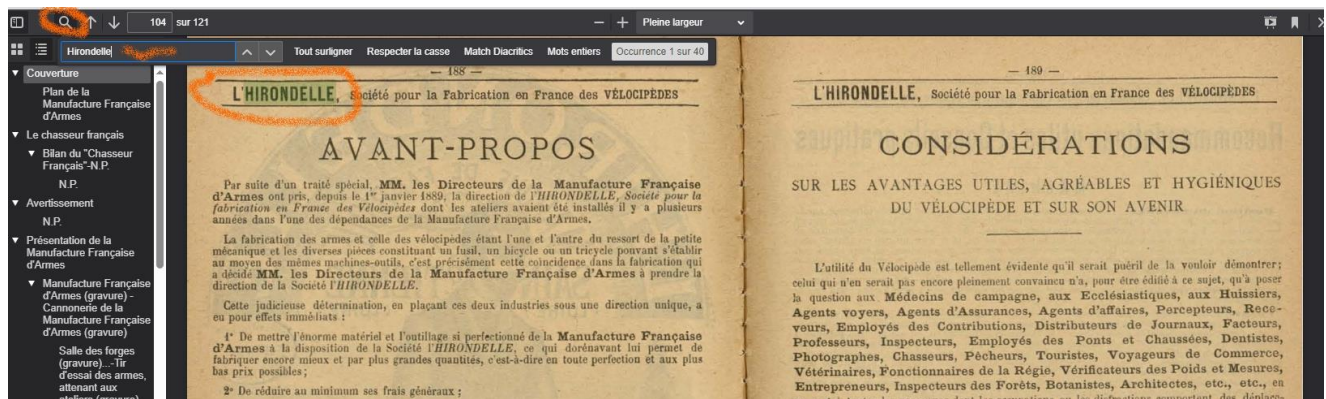 104 sur 121
Pleine largeur
Hirondelle
Tout surligner Respecter la casse Match Diacritics Mots entiers Occurrence 1 sur 40
Couverture
Plan de la
Manufacture Française
d'Armes
Le chasseur français
Bilan du "Chasseur
Français"-N.P.
N.P.
Avertissement
N.P.
Présentation de la
Manufacture Française
d'Armes
Manufacture Française
d'Armes (gravure) -
Cannonerie de la
Manufacture Française
d'Armes (gravure)
Salle des forges
(gravure)...-Tir
d'essai des armes,
attenant aux
ateliers (gravure)
— 188 —
L'HIRONDELLE, Société pour la Fabrication en France des VÉLOCIPÈDES
AVANT-PROPOS
Par suite d'un traité spécial, MM. les Directeurs de la Manufacture Française
d'Armes ont pris, depuis le 1er janvier 1889, la direction de l'HIRONDELLE, Société pour la
fabrication en France des Vélocipèdes dont les ateliers avaient été installés il y a plusieurs
années dans l'une des dépendances de la Manufacture Française d'Armes.
La fabrication des armes et celle des vélocipèdes étant l'une et l'autre du ressort de la petite
mécanique et les diverses pièces constituant un fusil, un bicycle ou un tricycle pouvant s'établir
au moyen des mêmes machines-outils, c'est précisément cette coïncidence dans la fabrication qui
a décidé MM. les Directeurs de la Manufacture Française d'Armes à prendre la
direction de la Société l'HIRONDELLE.
Cette judicieuse détermination, en plaçant ces deux industries sous une direction unique, a
eu pour effets immédiats :
1° De mettre l'énorme matériel et l'outillage si perfectionné de la Manufacture Française
d'Armes à la disposition de la Société l'HIRONDELLE, ce qui dorénavant lui permet de
fabriquer encore mieux et par plus grandes quantités, c'est-à-dire en toute perfection et aux plus
bas prix possibles ;
2° De réduire au minimum ses frais généraux ;
— 189 —
L'HIRONDELLE, Société pour la Fabrication en France des VÉLOCIPÈDES
CONSIDERATIONS
SUR LES AVANTAGES UTILES, AGRÉABLES ET HYGIÉNIQUES
DU VÉLOCIPÈDE ET SUR SON AVENIR
L'utilité du Vélocipède est tellement évidente qu'il serait puéril de la vouloir démontrer;
celui qui n'en serait pas encore pleinement convaincu n'a, pour être édifié à ce sujet, qu'à poser
la question aux Médecins de campagne, aux Ecclésiastiques, aux Huissiers,
Agents voyers, Agents d'Assurances, Agents d'affaires, Percepteurs, Rece-
veurs, Employés des Contributions, Distributeurs de Journaux, Facteurs,
Professeurs, Inspecteurs, Employés des Ponts et Chaussées, Dentistes,
Photographes, Chasseurs, Pêcheurs, Touristes, Voyageurs de Commerce,
Vétérinaires, Fonctionnaires de la Régie, Vérificateurs des Poids et Mesures,
Entrepreneurs, Inspecteurs des Forêts, Botanistes, Architectes, etc., etc., en